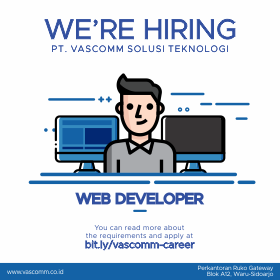 WE'RE HIRING
PT. VASCOMM SOLUSI TEKNOLOGI
WEB DEVELOPER
You can read more about
the requirements and apply at
bit.ly/vascomm-career
www.vascomm.co.id
Perkantoran Ruko Gateway
Blok A12, Waru-Sidoarjo